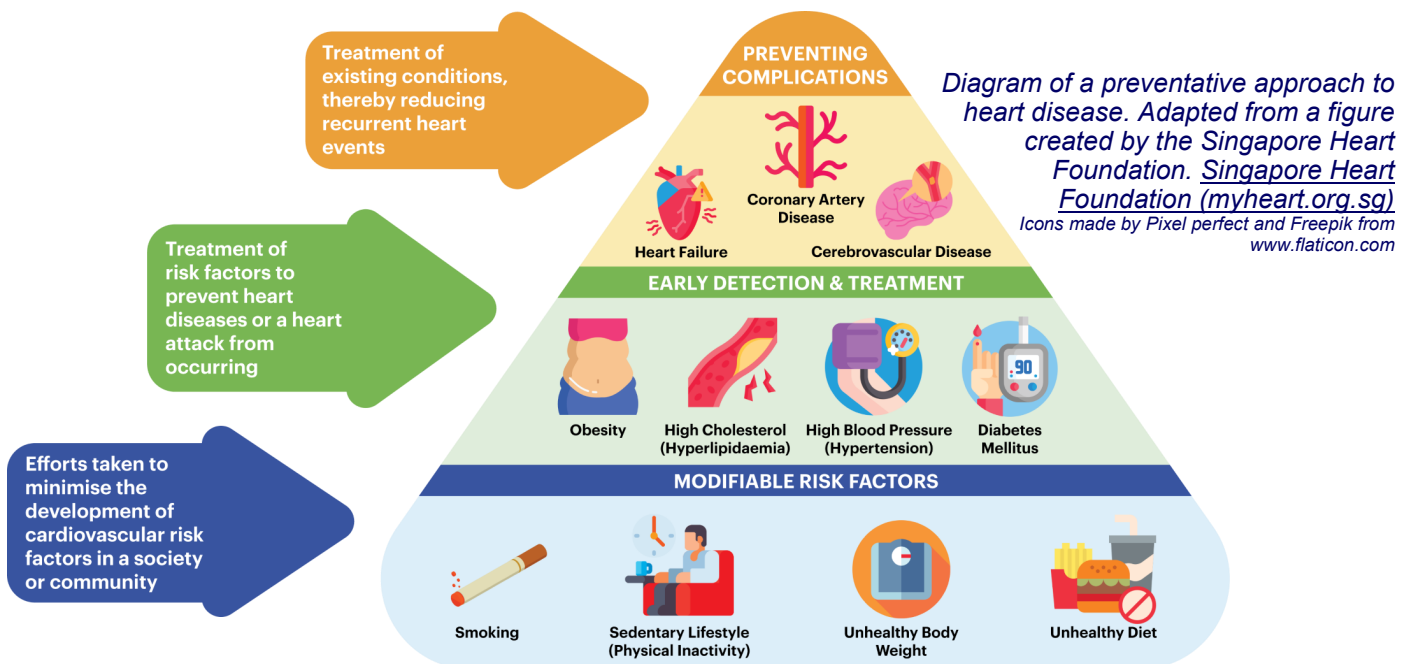 Treatment of
existing conditions,
thereby reducing
recurrent heart
events
PREVENTING
COMPLICATIONS
Diagram of a preventative approach to
heart disease. Adapted from a figure
created by the Singapore Heart
Foundation. Singapore Heart
Foundation (myheart.org.sg)
Icons made by Pixel perfect and Freepik from
www.flaticon.com
Coronary Artery
Disease
Heart Failure
Cerebrovascular Disease
Treatment of
risk factors to
prevent heart
diseases or a heart
attack from
occurring
EARLY DETECTION & TREATMENT
90
Obesity
High Cholesterol
(Hyperlipidaemia)
High Blood Pressure
(Hypertension)
Diabetes
Mellitus
Efforts taken to
minimise the
development of
cardiovascular risk
factors in a society
or community
MODIFIABLE RISK FACTORS
Smoking
Sedentary Lifestyle
(Physical Inactivity)
Unhealthy Body
Weight
Unhealthy Diet